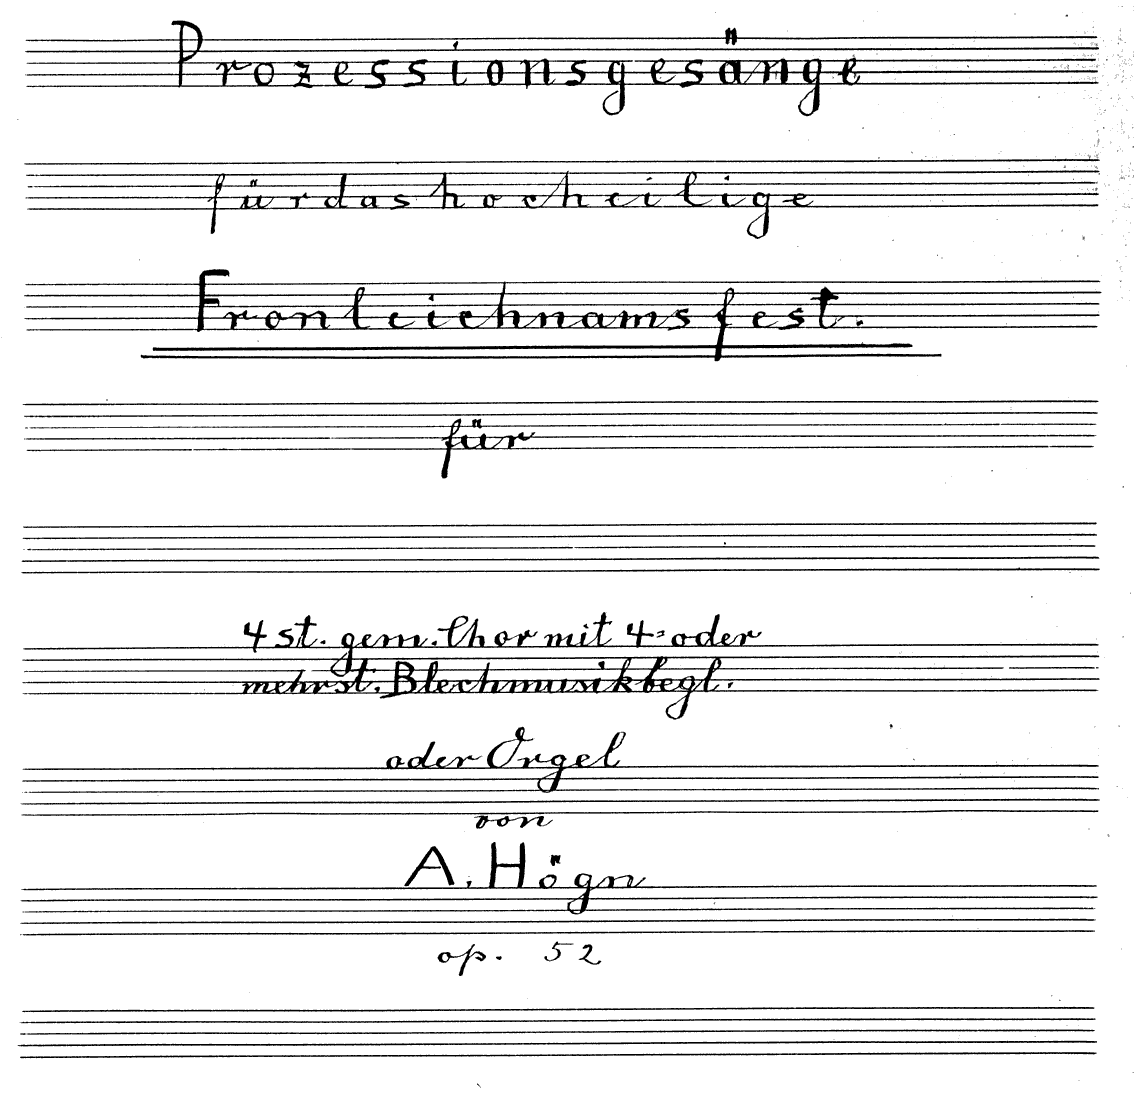 Prozessionsgesänge
für das hochheilige
Fronleichnamsfest.
für
4 st. gem. Chor mit 4= oder
mehrst. Blechmusikbegl.
oder Orgel
von
A. Högn
op. 52